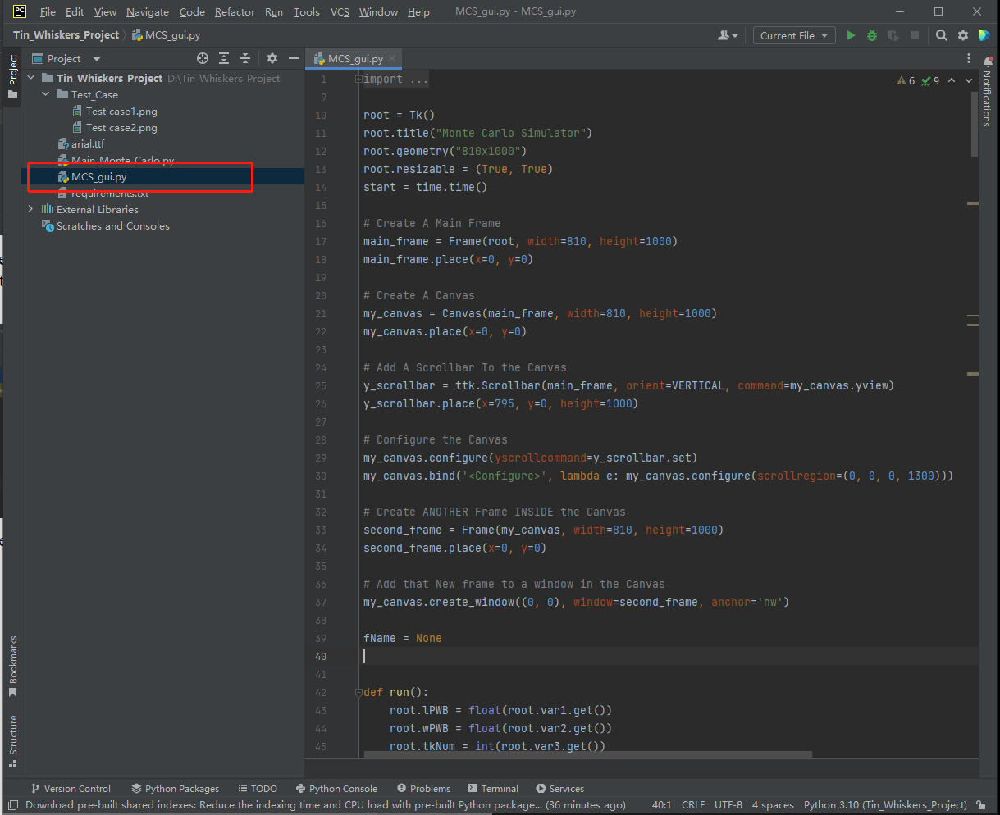 PC File Edit View Navigate Code Refactor Run Tools VCS Window Help MCS_gui.py - MCS_gui.py
Tin_Whiskers_Project MCS_gui.py Current File
Project
Project
MCS_gui.py
Tin_Whiskers_Project D:\Tin_Whiskers_Project
Test_Case
Test case1.png
Test case2.png
arial.ttf
Main_Monte_Carlo.py
MCS_gui.py
requirements.txt
External Libraries
Scratches and Consoles
6 9
Notifications
1 import ...
9
10 root = Tk()
11 root.title("Monte Carlo Simulator")
12 root.geometry("810x1000")
13 root.resizable = (True, True)
14 start = time.time()
15
16 # Create A Main Frame
17 main_frame = Frame(root, width=810, height=1000)
18 main_frame.place(x=0, y=0)
19
20 # Create A Canvas
21 my_canvas = Canvas(main_frame, width=810, height=1000)
22 my_canvas.place(x=0, y=0)
23
24 # Add A Scrollbar To the Canvas
25 y_scrollbar = ttk.Scrollbar(main_frame, orient=VERTICAL, command=my_canvas.yview)
26 y_scrollbar.place(x=795, y=0, height=1000)
27
28 # Configure the Canvas
29 my_canvas.configure(yscrollcommand=y_scrollbar.set)
30 my_canvas.bind('<Configure>', lambda e: my_canvas.configure(scrollregion=(0, 0, 0, 1300)))
31
32 # Create ANOTHER Frame INSIDE the Canvas
33 second_frame = Frame(my_canvas, width=810, height=1000)
34 second_frame.place(x=0, y=0)
35
36 # Add that New frame to a window in the Canvas
37 my_canvas.create_window((0, 0), window=second_frame, anchor='nw')
38
39 fName = None
40
41
42 def run():
43 root.lPWB = float(root.var1.get())
44 root.wPWB = float(root.var2.get())
45 root.tkNum = int(root.var3.get())
Bookmarks
Structure
Version Control Python Packages TODO Python Console Problems Terminal Services
Download pre-built shared indexes: Reduce the indexing time and CPU load with pre-built Python package... (36 minutes ago) 40:1 CRLF UTF-8 4 spaces Python 3.10 (Tin_Whiskers_Project)